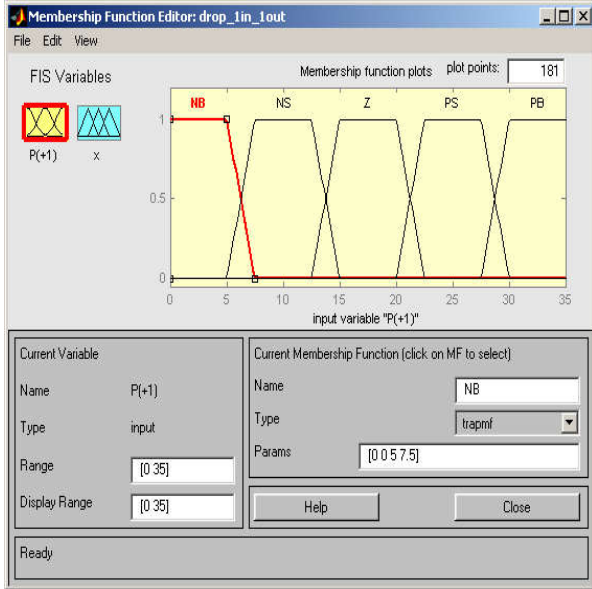 Membership Function Editor: drop_1in_1out
File Edit View
FIS Variables
P(+1)
x
Membership function plots plot points: 181
NB NS Z PS PB
1
0.5
0
0 5 10 15 20 25 30 35
input variable "P(+1)"
Current Variable
Name P(+1)
Type input
Range [0 35]
Display Range [0 35]
Current Membership Function (click on MF to select)
Name NB
Type trapmf
Params [0 0 5 7.5]
Help Close
Ready